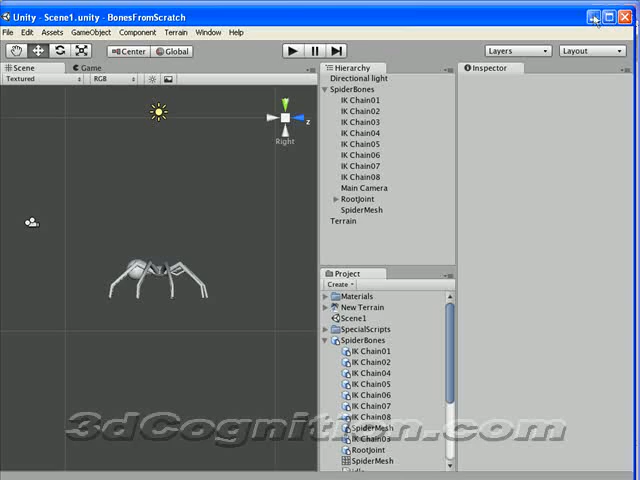 Unity - Scene1.unity - BonesFromScratch
File Edit Assets GameObject Component Terrain Window Help
Center Global Layers Layout
Scene Game Hierarchy Inspector
Textured RGB
Directional light
SpiderBones
IK Chain01
IK Chain02
IK Chain03
IK Chain04
IK Chain05
IK Chain06
IK Chain07
IK Chain08
Main Camera
RootJoint
SpiderMesh
Terrain
z
Right
Project
Create
Materials
New Terrain
Scene1
SpecialScripts
SpiderBones
IK Chain01
IK Chain02
IK Chain04
IK Chain05
IK Chain06
IK Chain07
IK Chain08
SpiderMesh
IK Chain03
RootJoint
SpiderMesh
3dCognition.com